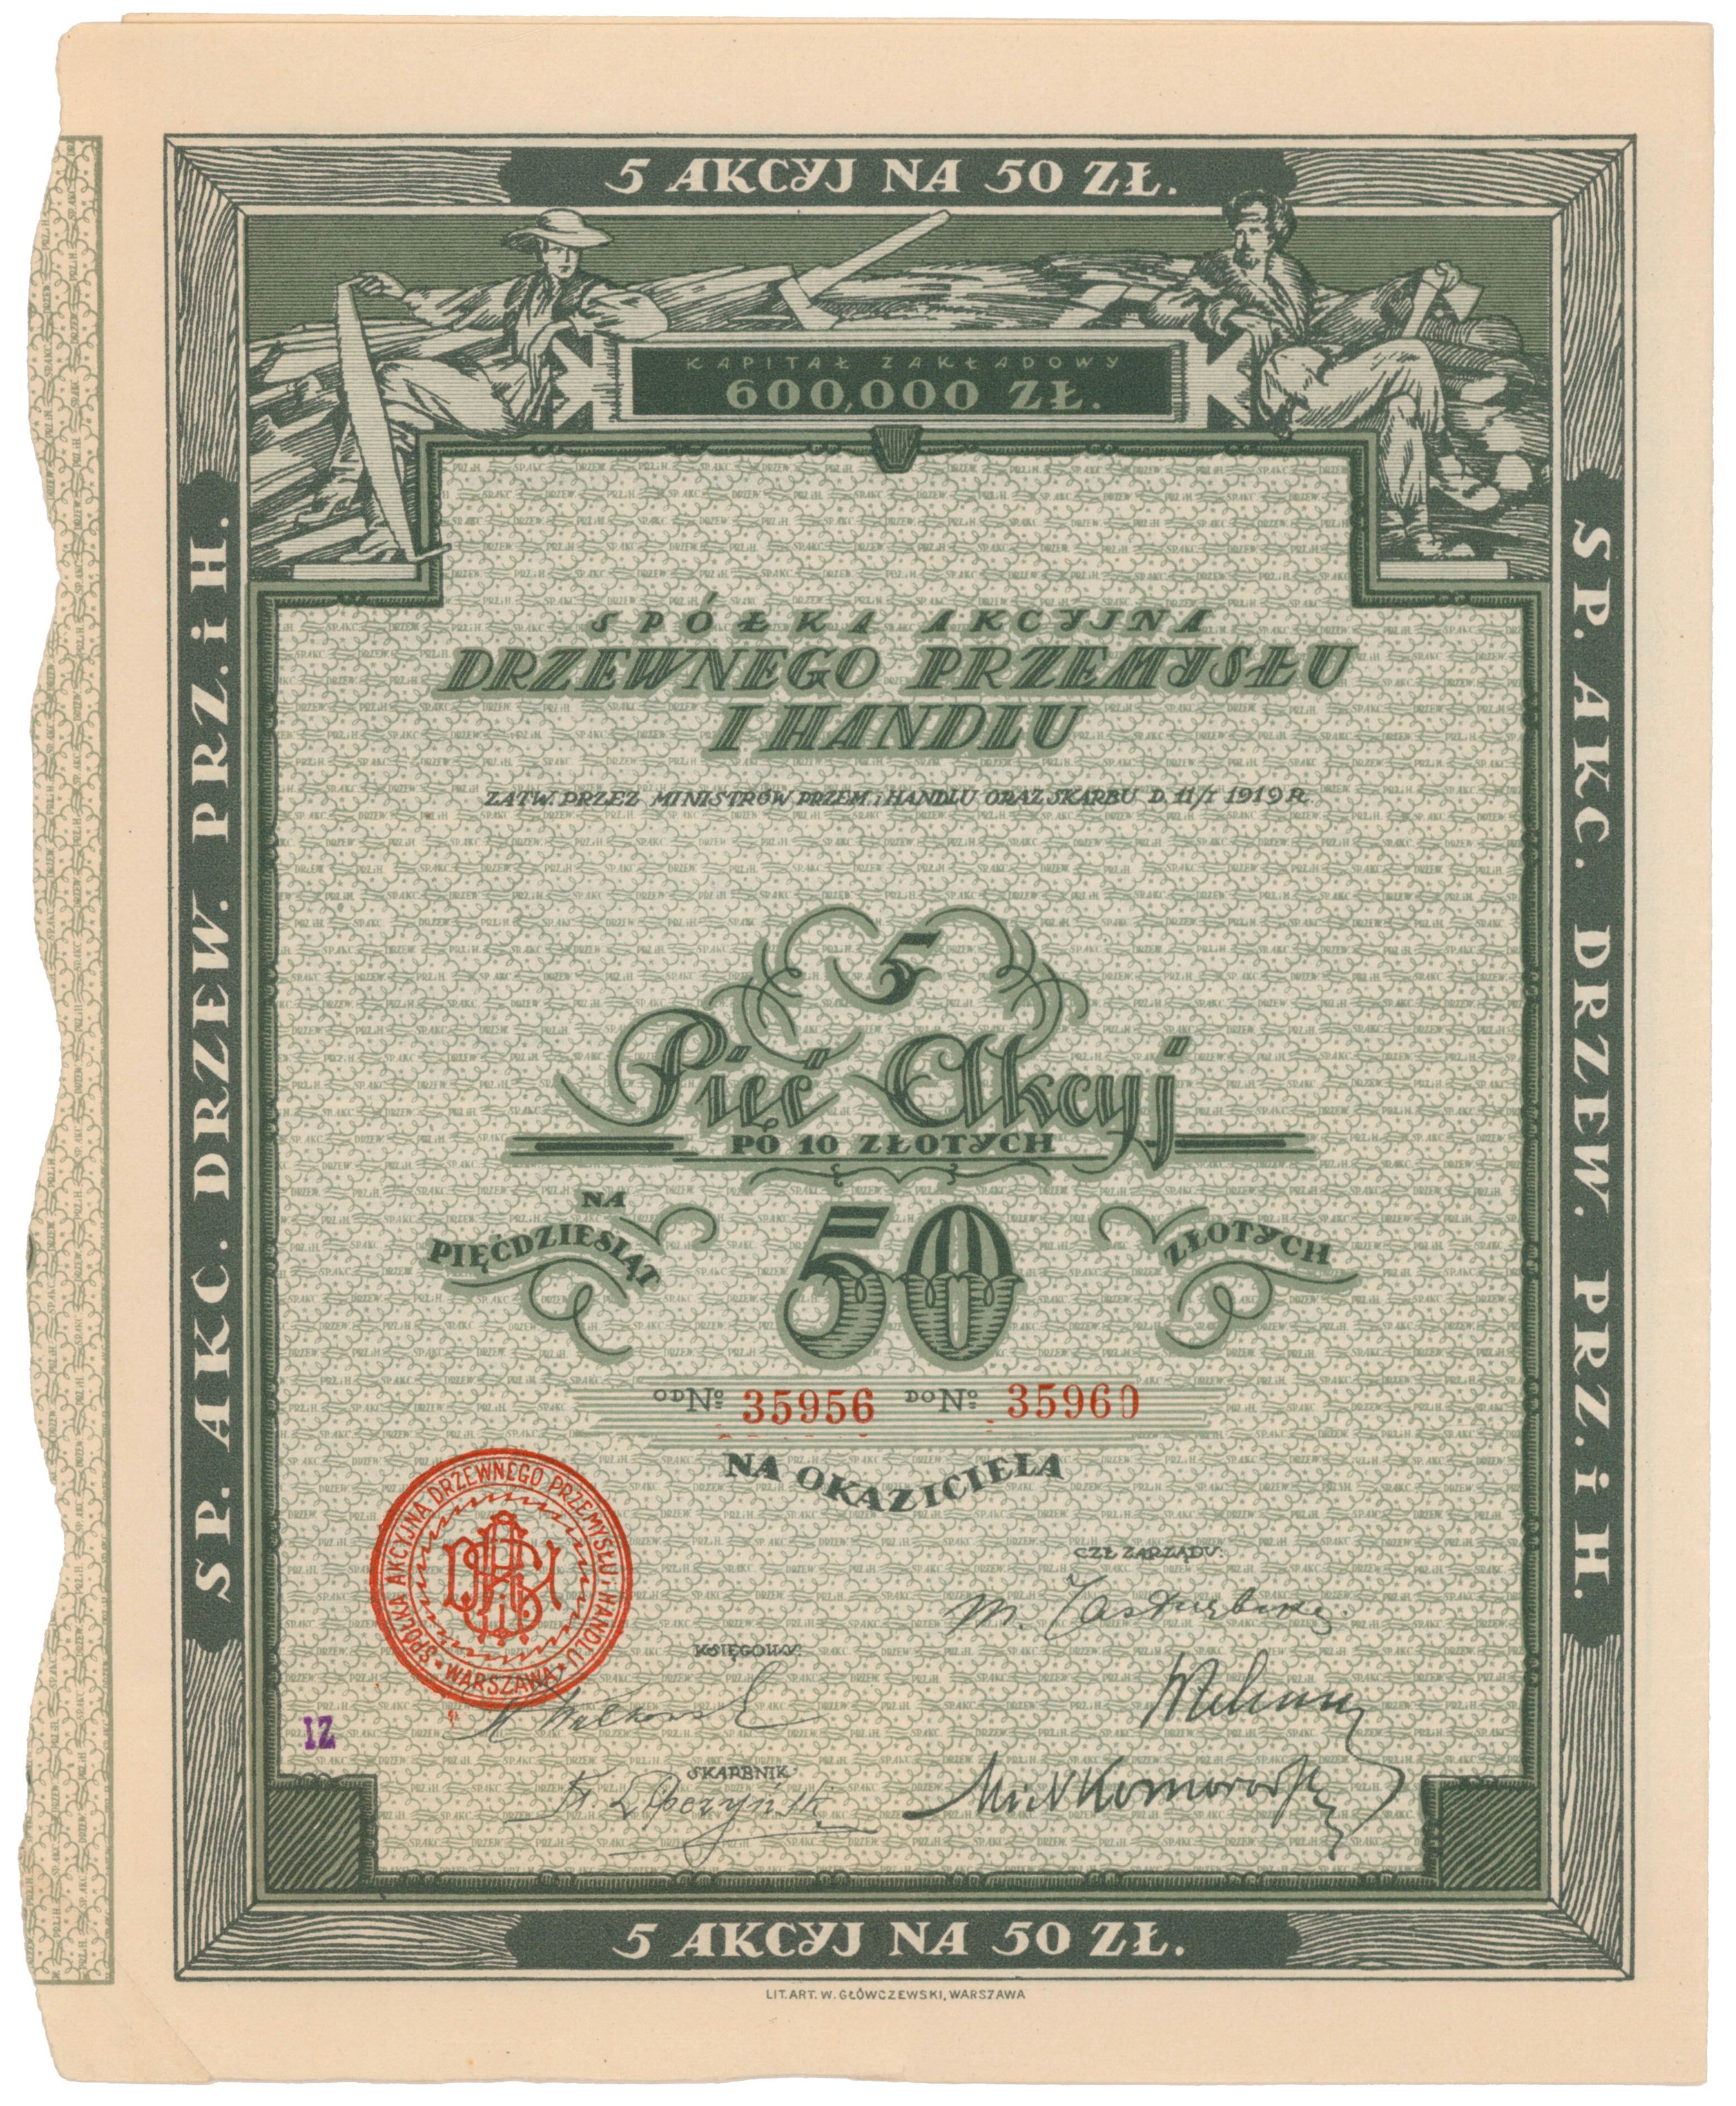 5 AKCYJ NA 50 ZŁ.
KAPITAŁ ZAKŁADOWY
600,000 ZŁ.
SP. AKC. DRZEW. PRZ. i H.
SP. AKC. DRZEW. PRZ. i H.
SPÓŁKA AKCYJNA
DRZEWNEGO PRZEMYSŁU
I HANDLU
ZATW. PRZEZ MINISTRÓW PRZEM. i HANDLU ORAZ SKARBU D. 11/I 1919 R.
5
Pięć Akcyj
PO 10 ZŁOTYCH
NA PIĘĆDZIESIĄT 50 ZŁOTYCH
OD Nº 35956 DO Nº 35960
NA OKAZICIELA
SPÓŁKA AKCYJNA DRZEWNEGO PRZEMYSŁU i HANDLU
WARSZAWA
CZŁ. ZARZĄDU:
KSIĘGOWY:
SKARBNIK:
1Z
5 AKCYJ NA 50 ZŁ.
LIT. ART. W. GŁÓWCZEWSKI, WARSZAWA